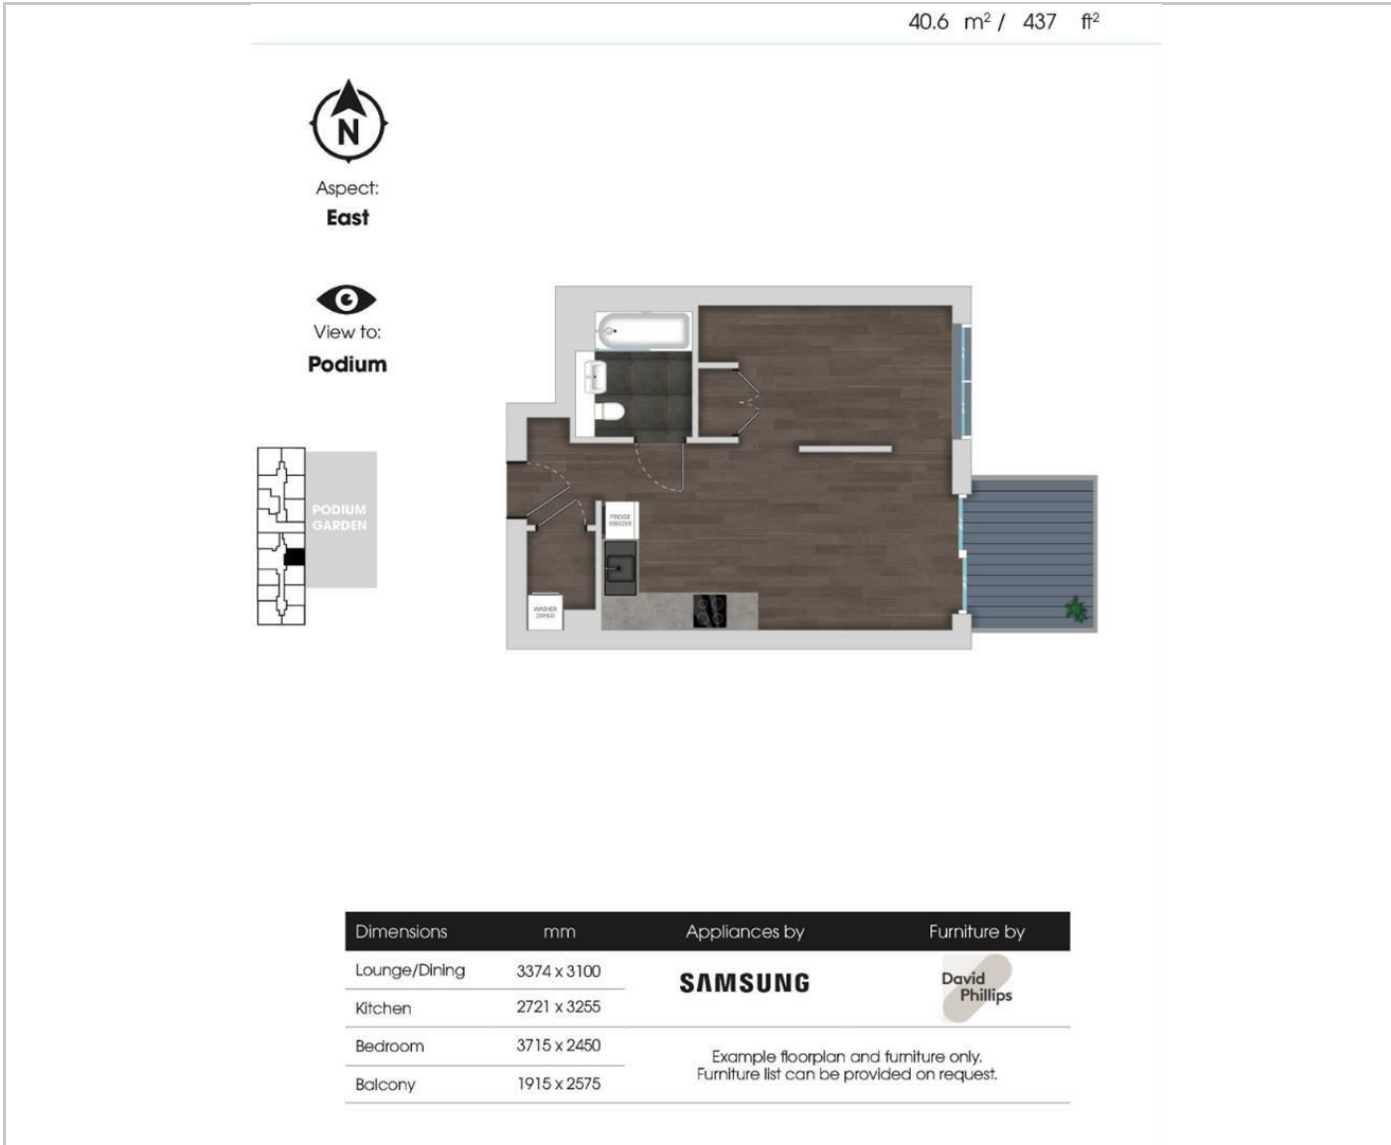 40.6 m² / 437 ft²
N
Aspect:
East
View to:
Podium
PODIUM
GARDEN
FRIDGE
FREEZER
WASHER
DRYER
Dimensions mm Appliances by Furniture by
Lounge/Dining 3374 x 3100
SAMSUNG
David
Phillips
Kitchen 2721 x 3255
Bedroom 3715 x 2450
Balcony 1915 x 2575
Example floorplan and furniture only.
Furniture list can be provided on request.